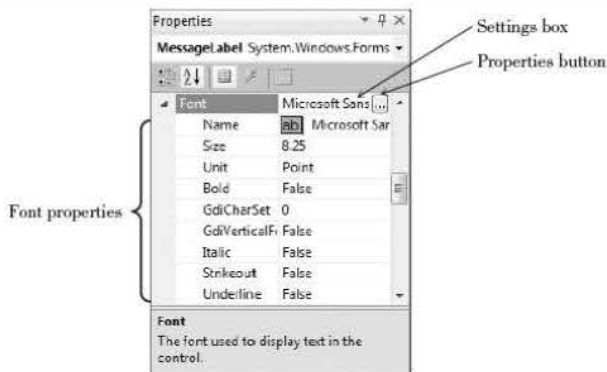 Properties
MessageLabel System.Windows.Forms
Font Microsoft Sans ...
Name ab Microsoft Sar
Size 8.25
Unit Point
Bold False
GdiCharSet 0
GdiVerticalF False
Italic False
Strikeout False
Underline False
Font
The font used to display text in the
control.
Settings box
Properties button
Font properties